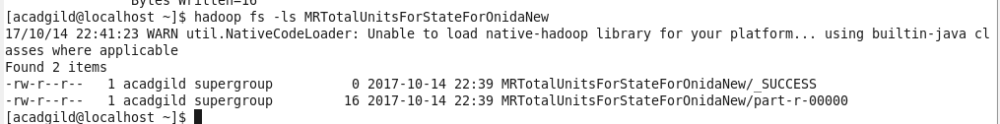 Bytes Written=16
[acadgild@localhost ~]$ hadoop fs -ls MRTotalUnitsForStateForOnidaNew
17/10/14 22:41:23 WARN util.NativeCodeLoader: Unable to load native-hadoop library for your platform... using builtin-java cl
asses where applicable
Found 2 items
-rw-r--r--   1 acadgild supergroup          0 2017-10-14 22:39 MRTotalUnitsForStateForOnidaNew/_SUCCESS
-rw-r--r--   1 acadgild supergroup         16 2017-10-14 22:39 MRTotalUnitsForStateForOnidaNew/part-r-00000
[acadgild@localhost ~]$